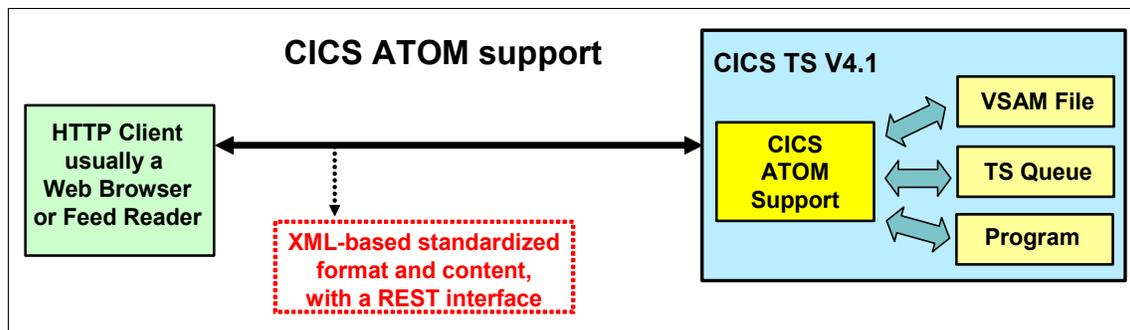 CICS ATOM support
HTTP Client
usually a
Web Browser
or Feed Reader
XML-based standardized
format and content,
with a REST interface
CICS TS V4.1
CICS
ATOM
Support
VSAM File
TS Queue
Program